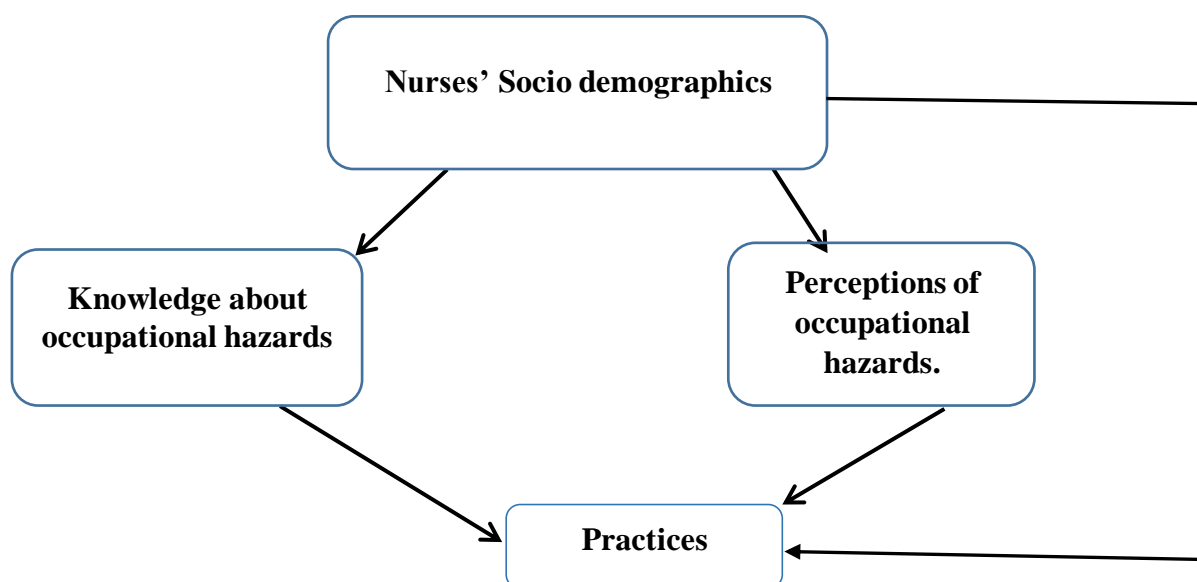 Nurses’ Socio demographics
Knowledge about
occupational hazards
Perceptions of
occupational
hazards.
Practices